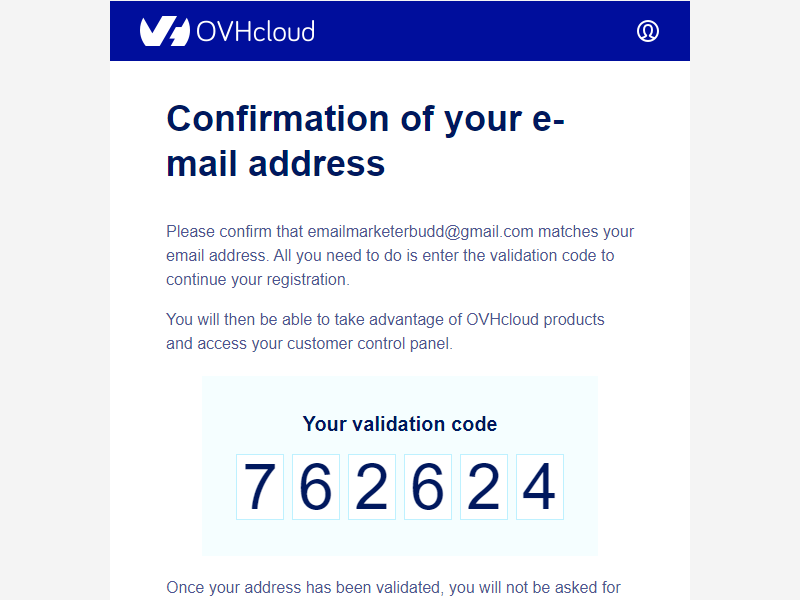 OVHcloud
Confirmation of your e-
mail address
Please confirm that emailmarketerbudd@gmail.com matches your
email address. All you need to do is enter the validation code to
continue your registration.
You will then be able to take advantage of OVHcloud products
and access your customer control panel.
Your validation code
7 6 2 6 2 4
Once your address has been validated, you will not be asked for